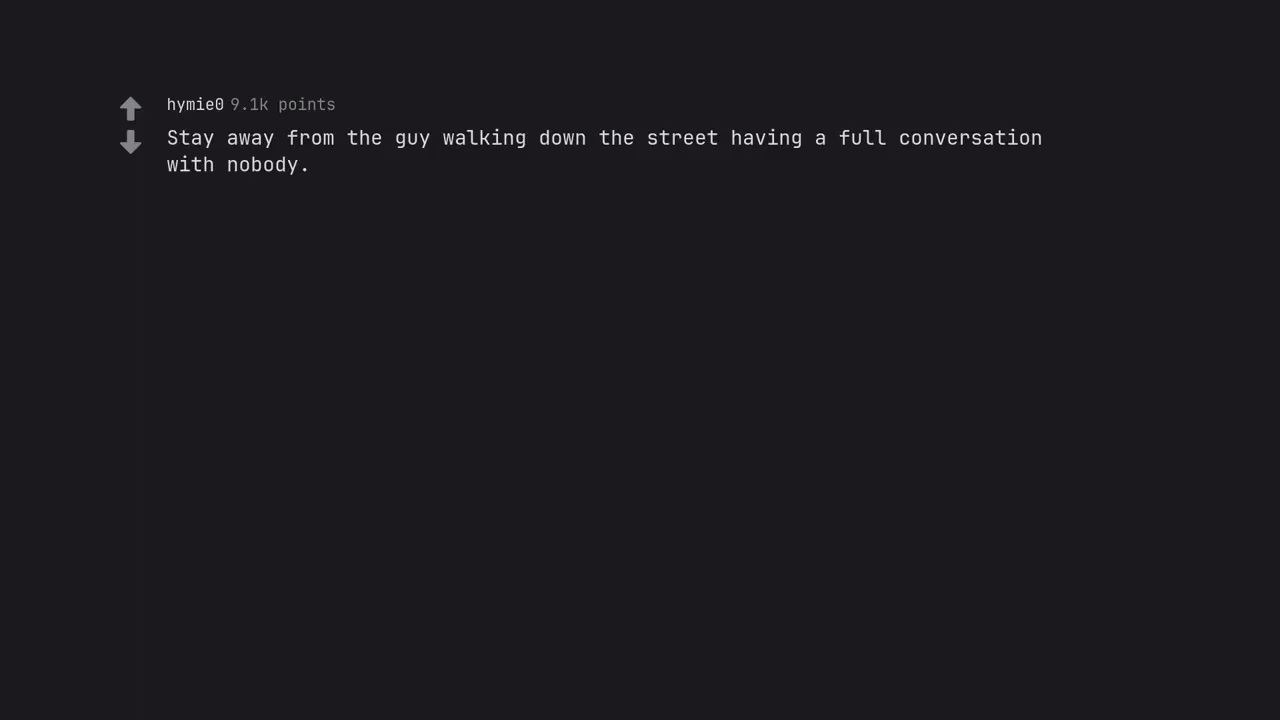 hymie0 9.1k points
Stay away from the guy walking down the street having a full conversation
with nobody.